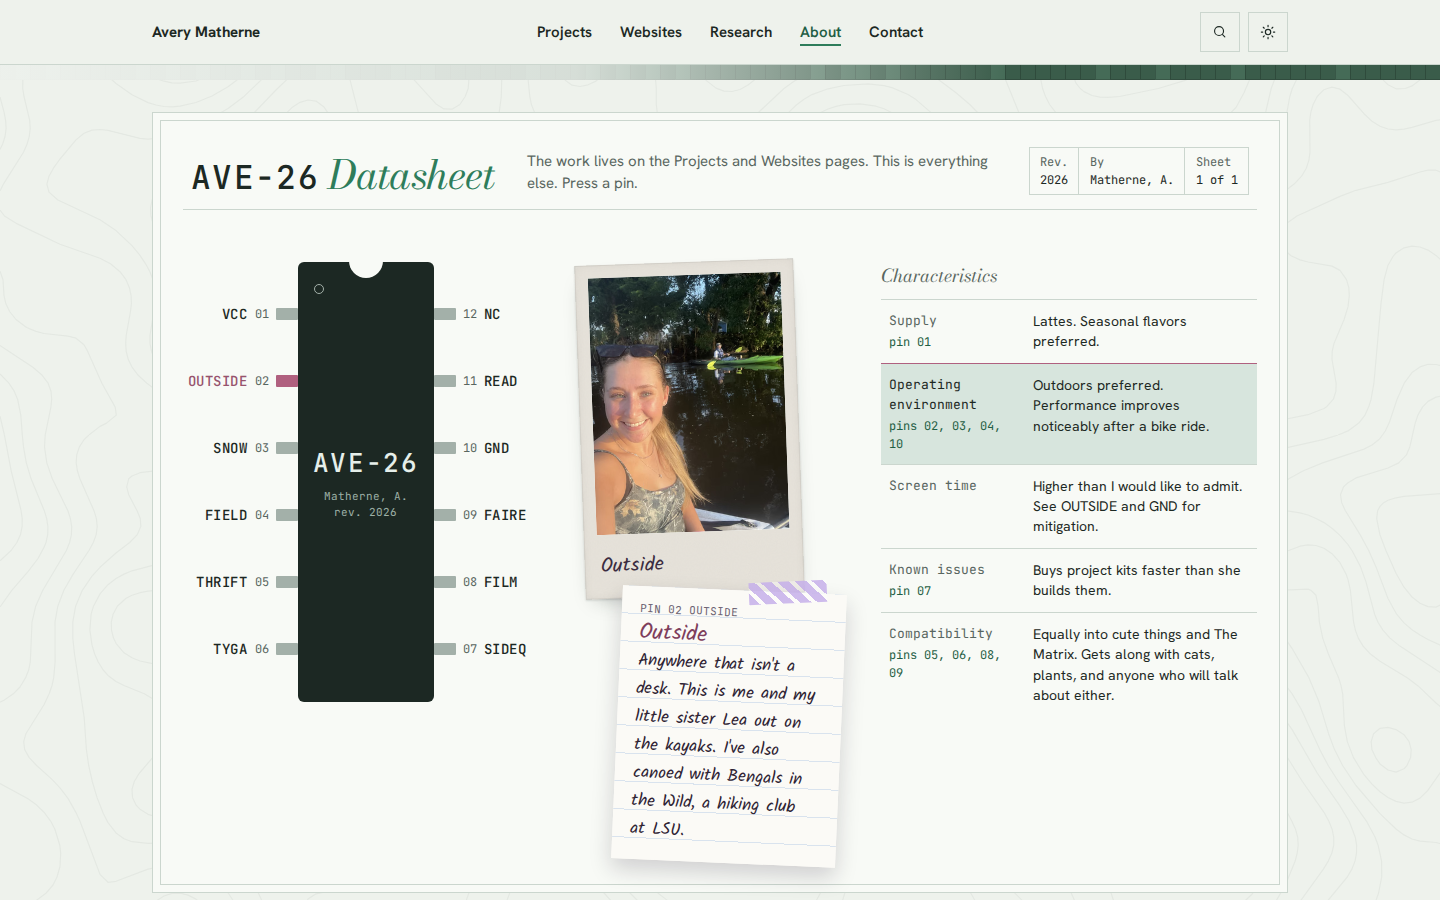 Avery Matherne
Projects Websites Research About Contact
AVE-26 Datasheet
The work lives on the Projects and Websites pages. This is everything
else. Press a pin.
Rev.
2026
By
Matherne, A.
Sheet
1 of 1
VCC 01
OUTSIDE 02
SNOW 03
FIELD 04
THRIFT 05
TYGA 06
AVE-26
Matherne, A.
rev. 2026
12 NC
11 READ
10 GND
09 FAIRE
08 FILM
07 SIDEQ
Outside
PIN 02 OUTSIDE
Outside
Anywhere that isn't a
desk. This is me and my
little sister Lea out on
the kayaks. I've also
canoed with Bengals in
the Wild, a hiking club
at LSU.
Characteristics
Supply
pin 01
Lattes. Seasonal flavors
preferred.
Operating
environment
pins 02, 03, 04,
10
Outdoors preferred.
Performance improves
noticeably after a bike ride.
Screen time
Higher than I would like to admit.
See OUTSIDE and GND for
mitigation.
Known issues
pin 07
Buys project kits faster than she
builds them.
Compatibility
pins 05, 06, 08,
09
Equally into cute things and The
Matrix. Gets along with cats,
plants, and anyone who will talk
about either.